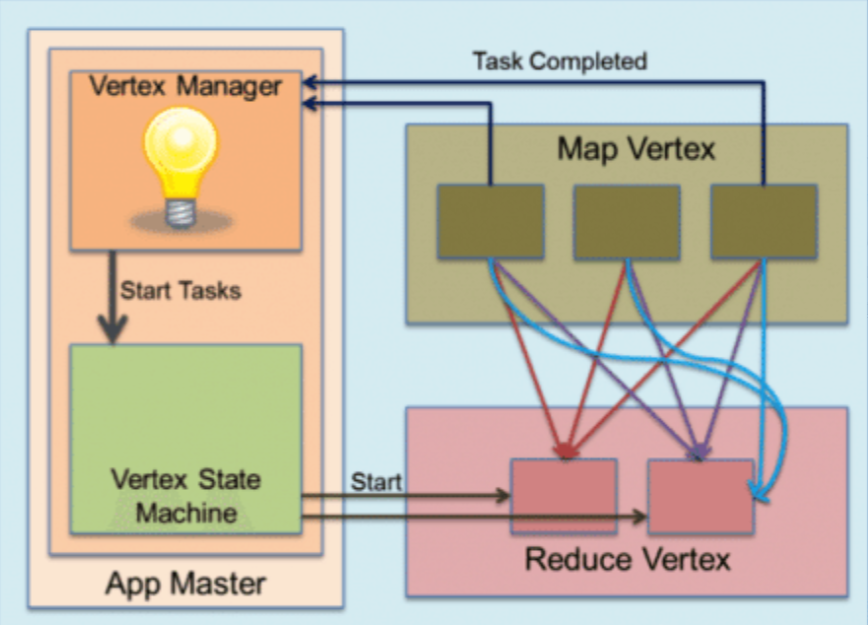 Task Completed
Vertex Manager
Map Vertex
Start Tasks
Vertex State
Machine
Start
Reduce Vertex
App Master